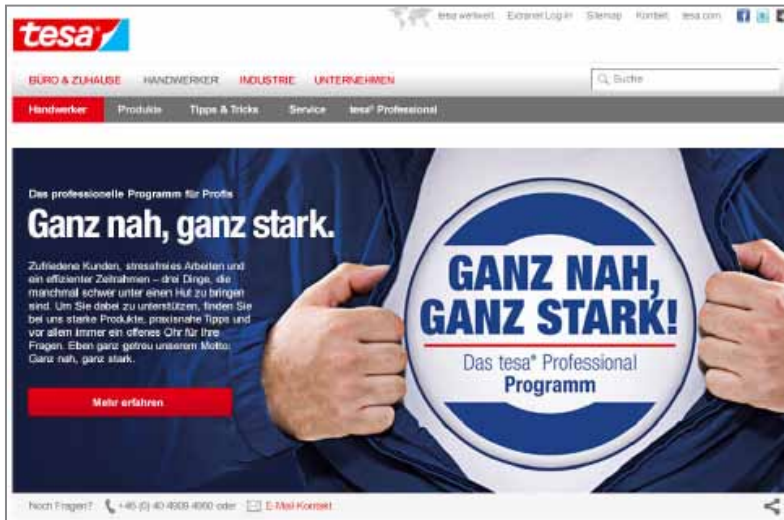 tesa weltweit Extranet Log-in Sitemap Kontakt tesa.com
tesa
BÜRO & ZUHAUSE HANDWERKER INDUSTRIE UNTERNEHMEN
Suche
Handwerker Produkte Tipps & Tricks Service tesa® Professional
Das professionelle Programm für Profis
Ganz nah, ganz stark.
Zufriedene Kunden, stressfreies Arbeiten und
ein effizienter Zeitrahmen – drei Dinge, die
manchmal schwer unter einen Hut zu bringen
sind. Um Sie dabei zu unterstützen, finden Sie
bei uns starke Produkte, praxisnahe Tipps und
vor allem immer ein offenes Ohr für Ihre
Fragen. Eben ganz getreu unserem Motto:
Ganz nah, ganz stark.
Mehr erfahren
GANZ NAH,
GANZ STARK!
Das tesa® Professional
Programm
Noch Fragen? oder E-Mail-Kontakt